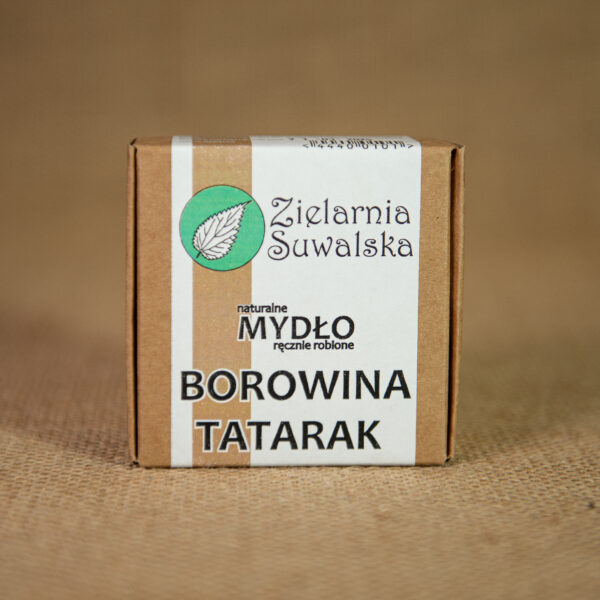 Zielarnia
Suwalska
naturalne
MYDŁO
ręcznie robione
BOROWINA
TATARAK